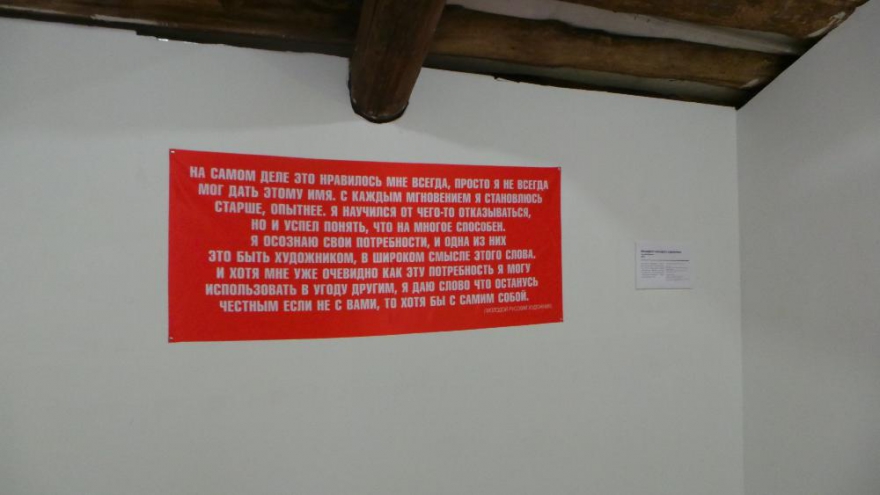 НА САМОМ ДЕЛЕ ЭТО НРАВИЛОСЬ МНЕ ВСЕГДА, ПРОСТО Я НЕ ВСЕГДА
МОГ ДАТЬ ЭТОМУ ИМЯ. С КАЖДЫМ МГНОВЕНИЕМ Я СТАНОВЛЮСЬ
СТАРШЕ, ОПЫТНЕЕ. Я НАУЧИЛСЯ ОТ ЧЕГО-ТО ОТКАЗЫВАТЬСЯ,
НО И УСПЕЛ ПОНЯТЬ, ЧТО НА МНОГОЕ СПОСОБЕН.
Я ОСОЗНАЮ СВОИ ПОТРЕБНОСТИ, И ОДНА ИЗ НИХ
ЭТО БЫТЬ ХУДОЖНИКОМ, В ШИРОКОМ СМЫСЛЕ ЭТОГО СЛОВА.
И ХОТЯ МНЕ УЖЕ ОЧЕВИДНО КАК ЭТУ ПОТРЕБНОСТЬ Я МОГУ
ИСПОЛЬЗОВАТЬ В УГОДУ ДРУГИМ, Я ДАЮ СЛОВО ЧТО ОСТАНУСЬ
ЧЕСТНЫМ ЕСЛИ НЕ С ВАМИ, ТО ХОТЯ БЫ С САМИМ СОБОЙ.
МОЛОДОЙ РУССКИЙ ХУДОЖНИК